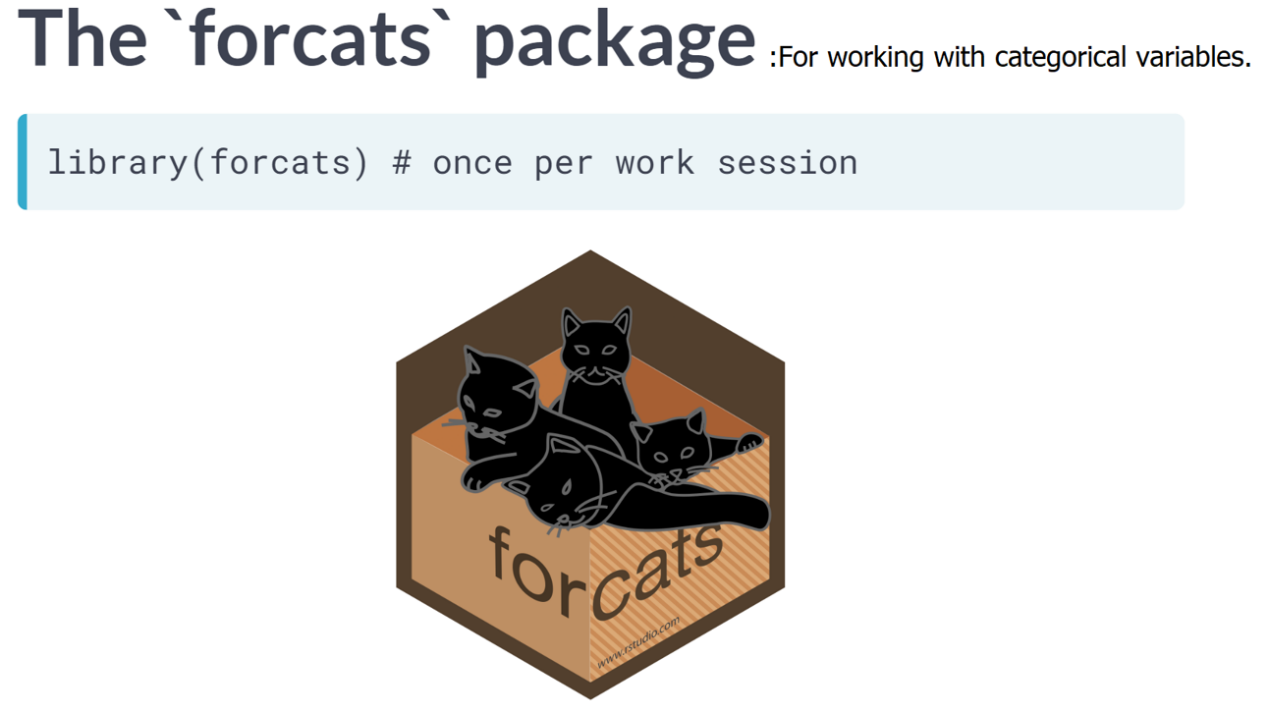 The `forcats` package :For working with categorical variables.
library(forcats) # once per work session
forcats
www.rstudio.com